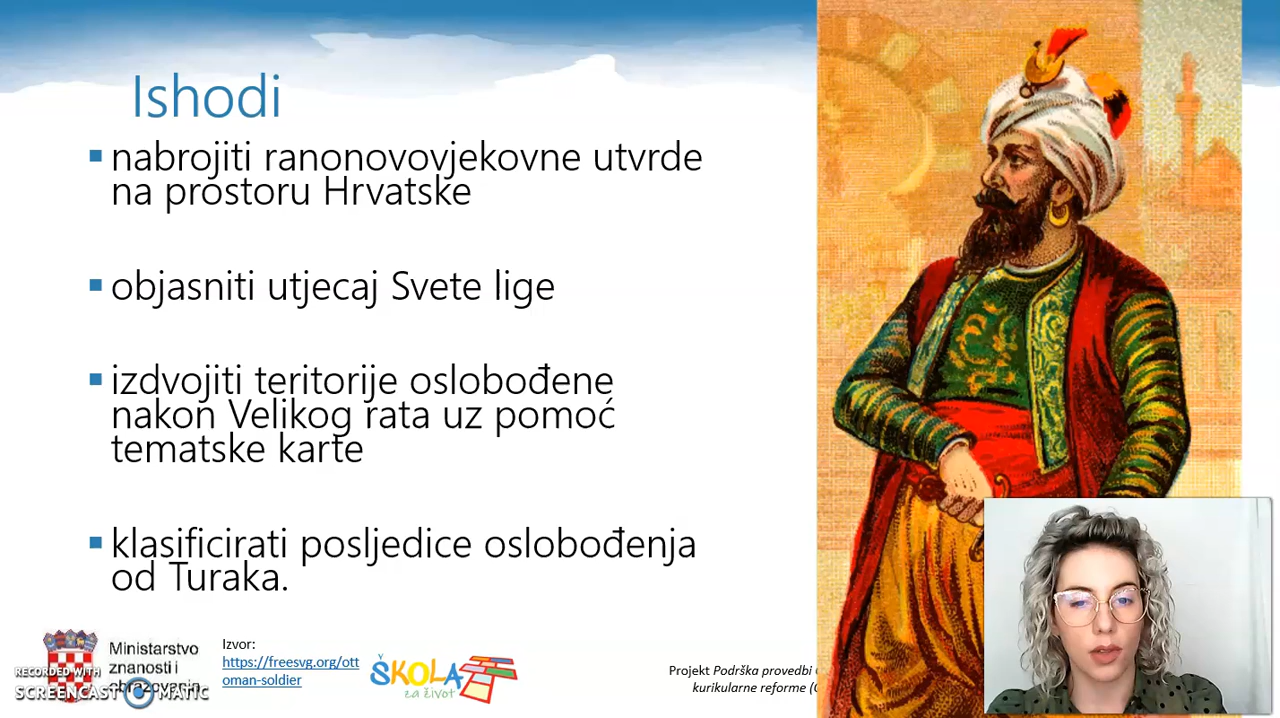 Ishodi
▪ nabrojiti ranonovovjekovne utvrde
na prostoru Hrvatske
▪ objasniti utjecaj Svete lige
▪ izdvojiti teritorije oslobođene
nakon Velikog rata uz pomoć
tematske karte
▪ klasificirati posljedice oslobođenja
od Turaka.
Ministarstvo
znanosti i
obrazovanja
RECORDED WITH
SCREENCAST MATIC
Izvor:
https://freesvg.org/ott
oman-soldier
ŠKOLA
za život
Projekt Podrška provedbi
kurikularne reforme (